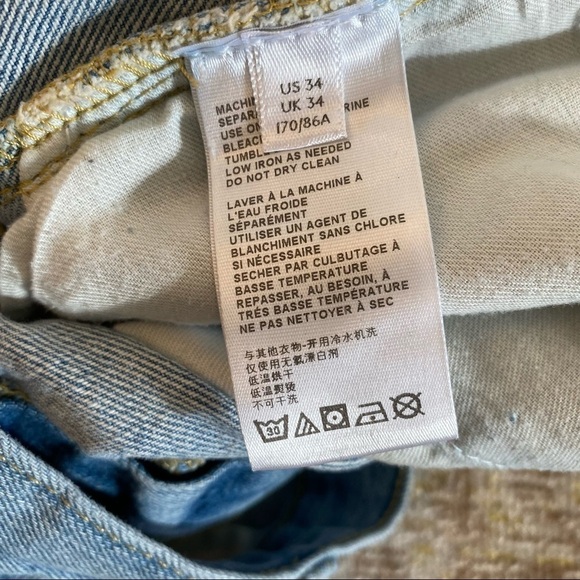 US 34
UK 34
170/86A
MACHIN
SEPAR
USE O
BLEAC
TUMBL
LOW IRON AS NEEDED
DO NOT DRY CLEAN
LAVER À LA MACHINE À
L'EAU FROIDE
SÉPARÉMENT
UTILISER UN AGENT DE
BLANCHIMENT SANS CHLORE
SI NÉCESSAIRE
SECHER PAR CULBUTAGE À
BASSE TEMPERATURE
REPASSER, AU BESOIN, À
TRÉS BASSE TEMPÉRATURE
NE PAS NETTOYER À SEC
与其他衣物-开用冷水机洗
仅使用无氯漂白剂
低温烘干
低温熨烫
不可干洗
30